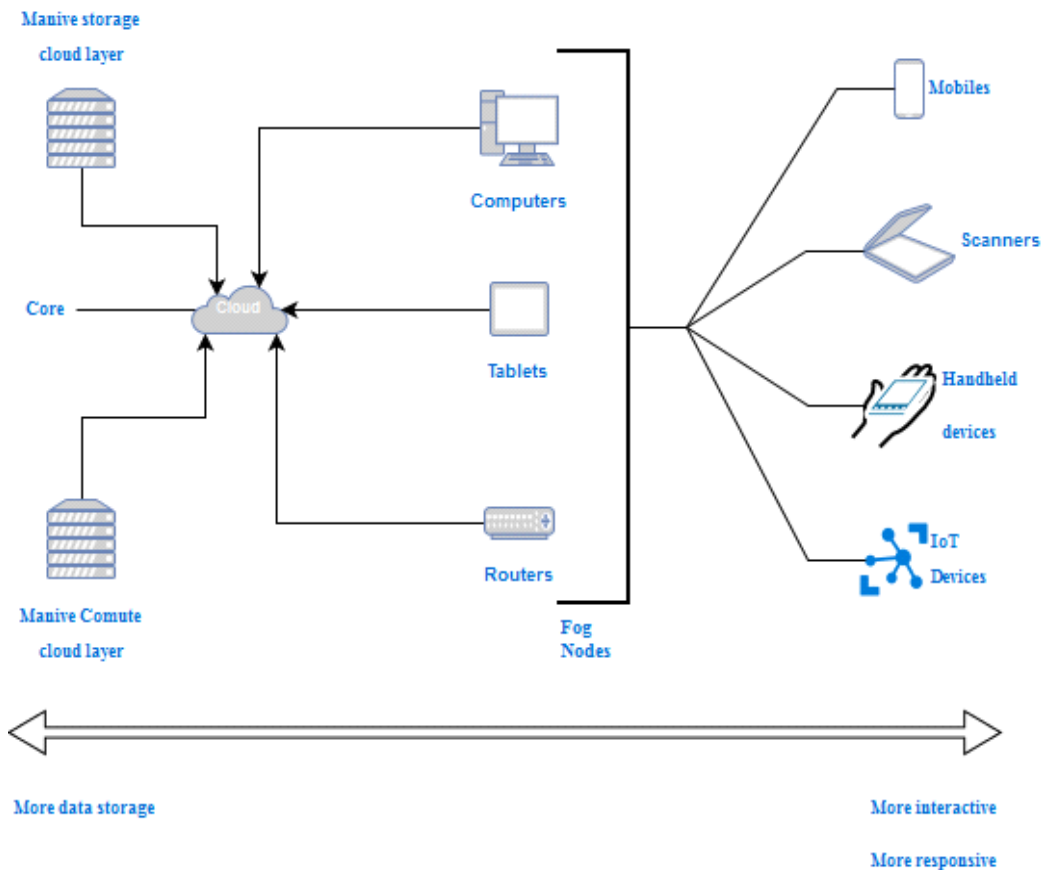 Manive storage
cloud layer
Mobiles
Computers
Scanners
Core
Cloud
Tablets
Handheld
devices
IoT
Devices
Routers
Manive Comute
cloud layer
Fog
Nodes
More data storage
More interactive
More responsive